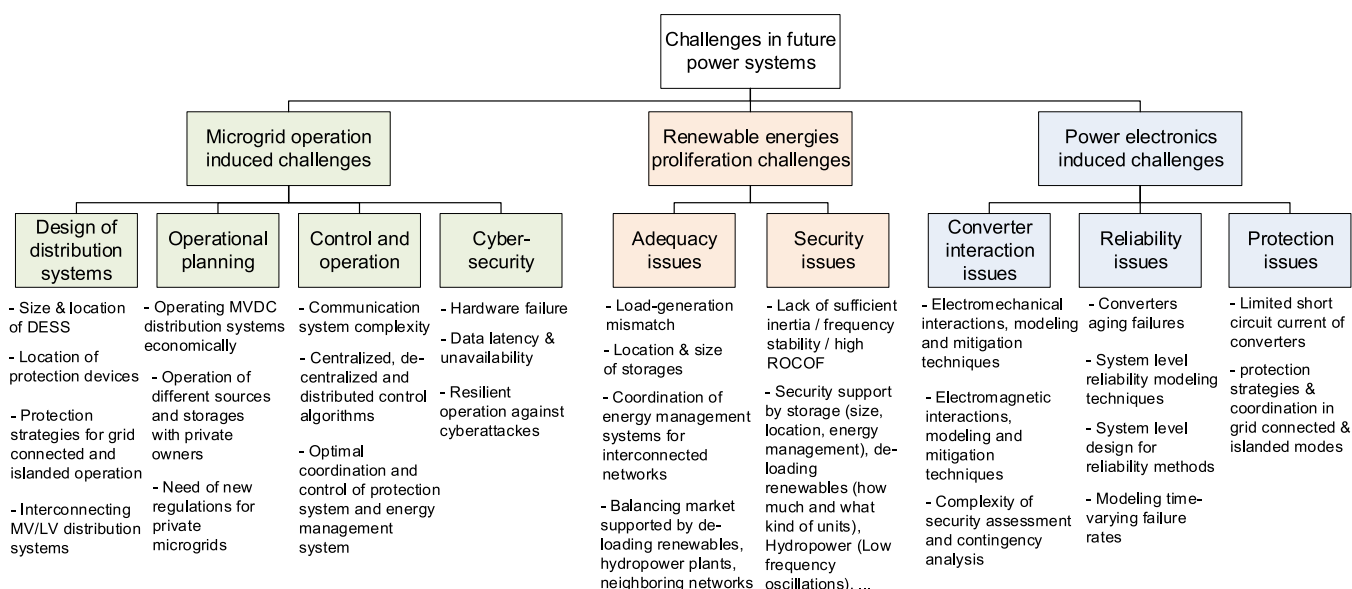 Challenges in future
power systems
Microgrid operation
induced challenges
Renewable energies
proliferation challenges
Power electronics
induced challenges
Design of
distribution
systems
Operational
planning
Control and
operation
Cyber-
security
Adequacy
issues
Security
issues
Converter
interaction
issues
Reliability
issues
Protection
issues
- Size & location
of DESS
- Location of
protection devices
- Protection
strategies for grid
connected and
islanded operation
- Interconnecting
MV/LV distribution
systems
- Operating MVDC
distribution systems
economically
- Operation of
different sources
and storages
with private
owners
- Need of new
regulations for
private
microgrids
- Communication
system complexity
- Centralized, de-
centralized and
distributed control
algorithms
- Optimal
coordination and
control of protection
system and energy
management
system
- Hardware failure
- Data latency &
unavailability
- Resilient
operation against
cyberattackes
- Load-generation
mismatch
- Location & size
of storages
- Coordination of
energy management
systems for
interconnected
networks
- Balancing market
supported by de-
loading renewables,
hydropower plants,
neighboring networks
- Lack of sufficient
inertia / frequency
stability / high
ROCOF
- Security support
by storage (size,
location, energy
management), de-
loading
renewables (how
much and what
kind of units),
Hydropower (Low
frequency
oscillations), ...
- Electromechanical
interactions, modeling
and mitigation
techniques
- Electromagnetic
interactions,
modeling and
mitigation
techniques
- Complexity of
security assessment
and contingency
analysis
- Converters
aging failures
- System level
reliability modeling
techniques
- System level
design for
reliability methods
- Modeling time-
varying failure
rates
- Limited short
circuit current of
converters
- protection
strategies &
coordination in
grid connected &
islanded modes